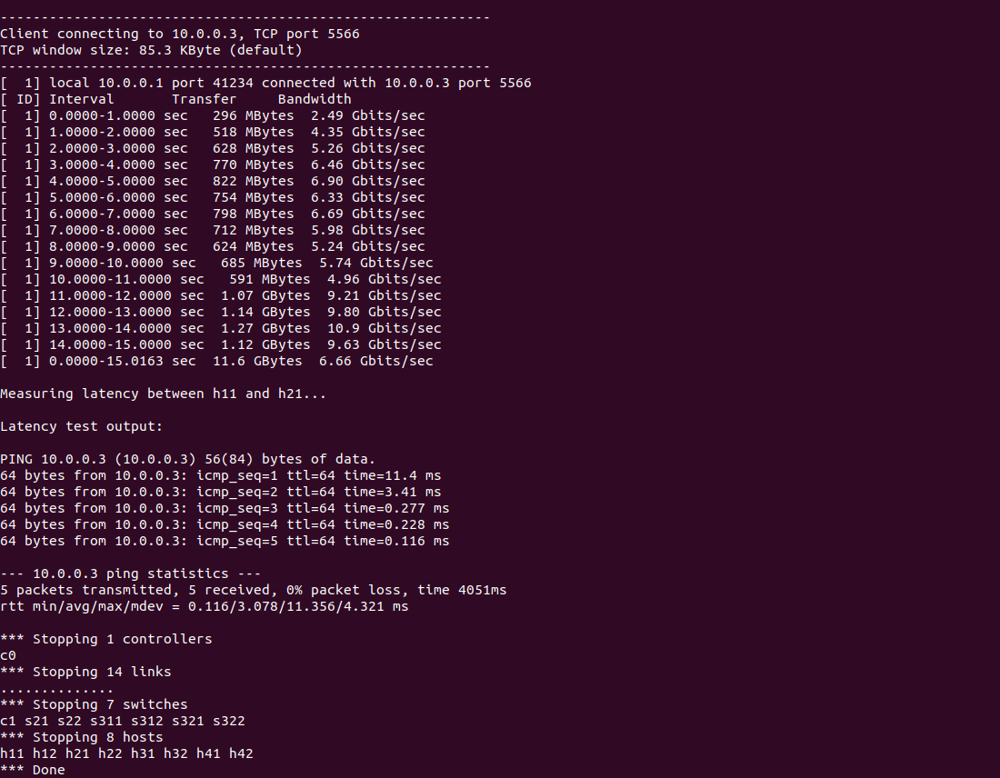 ------------------------------------------------------------
Client connecting to 10.0.0.3, TCP port 5566
TCP window size: 85.3 KByte (default)
------------------------------------------------------------
[  1] local 10.0.0.1 port 41234 connected with 10.0.0.3 port 5566
[ ID] Interval       Transfer     Bandwidth
[  1] 0.0000-1.0000 sec   296 MBytes  2.49 Gbits/sec
[  1] 1.0000-2.0000 sec   518 MBytes  4.35 Gbits/sec
[  1] 2.0000-3.0000 sec   628 MBytes  5.26 Gbits/sec
[  1] 3.0000-4.0000 sec   770 MBytes  6.46 Gbits/sec
[  1] 4.0000-5.0000 sec   822 MBytes  6.90 Gbits/sec
[  1] 5.0000-6.0000 sec   754 MBytes  6.33 Gbits/sec
[  1] 6.0000-7.0000 sec   798 MBytes  6.69 Gbits/sec
[  1] 7.0000-8.0000 sec   712 MBytes  5.98 Gbits/sec
[  1] 8.0000-9.0000 sec   624 MBytes  5.24 Gbits/sec
[  1] 9.0000-10.0000 sec   685 MBytes  5.74 Gbits/sec
[  1] 10.0000-11.0000 sec   591 MBytes  4.96 Gbits/sec
[  1] 11.0000-12.0000 sec  1.07 GBytes  9.21 Gbits/sec
[  1] 12.0000-13.0000 sec  1.14 GBytes  9.80 Gbits/sec
[  1] 13.0000-14.0000 sec  1.27 GBytes  10.9 Gbits/sec
[  1] 14.0000-15.0000 sec  1.12 GBytes  9.63 Gbits/sec
[  1] 0.0000-15.0163 sec  11.6 GBytes  6.66 Gbits/sec
Measuring latency between h11 and h21...
Latency test output:
PING 10.0.0.3 (10.0.0.3) 56(84) bytes of data.
64 bytes from 10.0.0.3: icmp_seq=1 ttl=64 time=11.4 ms
64 bytes from 10.0.0.3: icmp_seq=2 ttl=64 time=3.41 ms
64 bytes from 10.0.0.3: icmp_seq=3 ttl=64 time=0.277 ms
64 bytes from 10.0.0.3: icmp_seq=4 ttl=64 time=0.228 ms
64 bytes from 10.0.0.3: icmp_seq=5 ttl=64 time=0.116 ms
--- 10.0.0.3 ping statistics ---
5 packets transmitted, 5 received, 0% packet loss, time 4051ms
rtt min/avg/max/mdev = 0.116/3.078/11.356/4.321 ms
*** Stopping 1 controllers
c0
*** Stopping 14 links
..............
*** Stopping 7 switches
c1 s21 s22 s311 s312 s321 s322
*** Stopping 8 hosts
h11 h12 h21 h22 h31 h32 h41 h42
*** Done